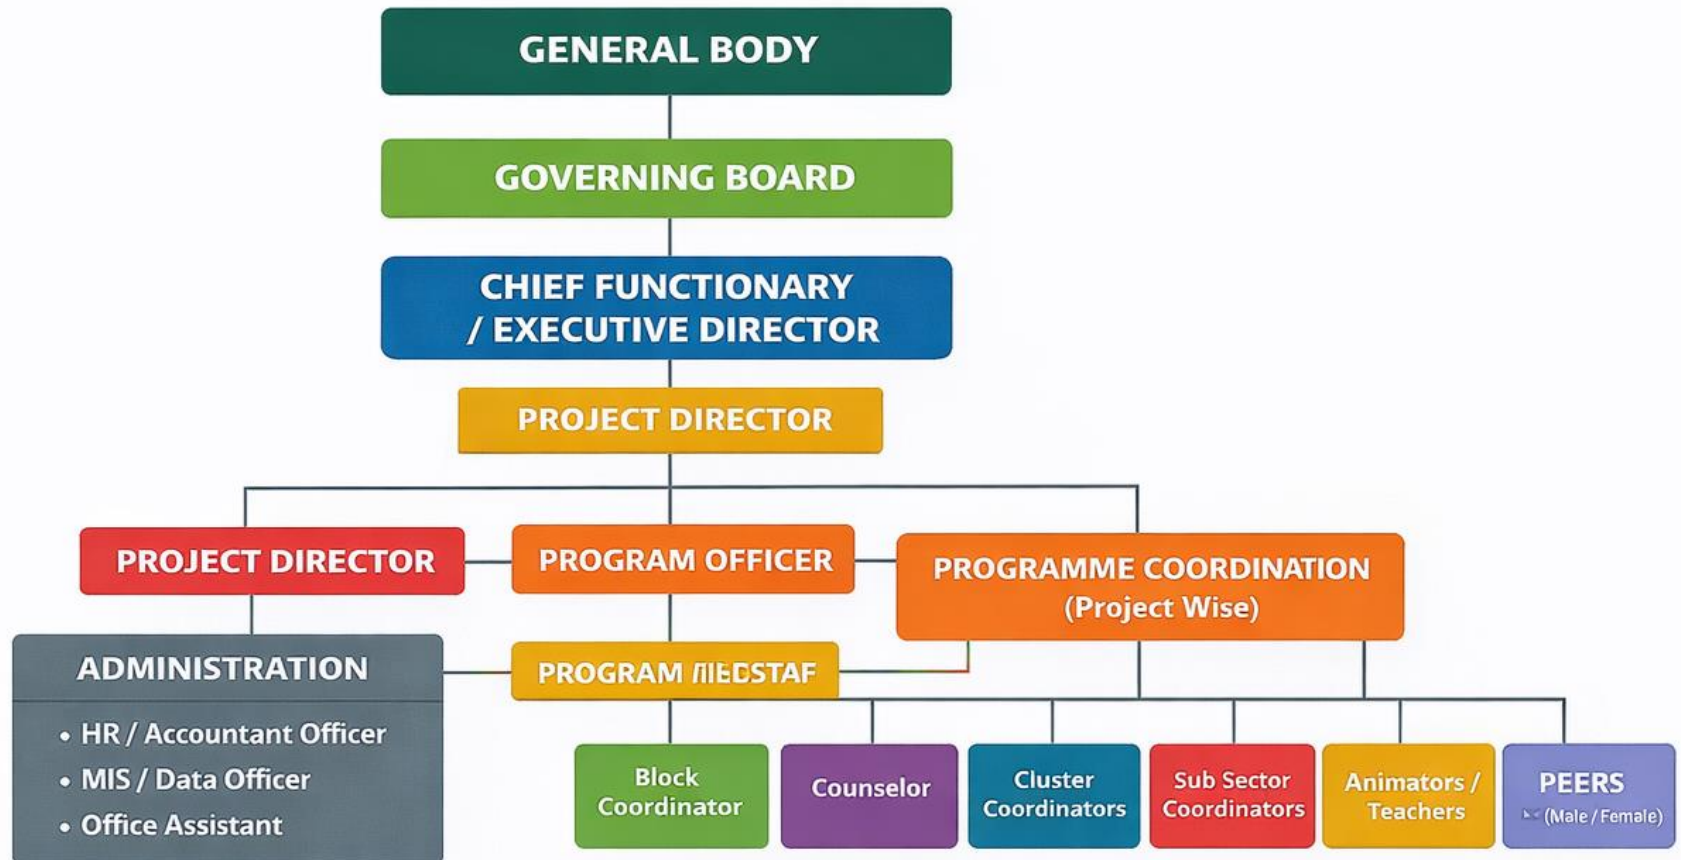 GENERAL BODY
GOVERNING BOARD
CHIEF FUNCTIONARY
/ EXECUTIVE DIRECTOR
PROJECT DIRECTOR
PROJECT DIRECTOR
PROGRAM OFFICER
PROGRAMME COORDINATION
(Project Wise)
ADMINISTRATION
• HR / Accountant Officer
• MIS / Data Officer
• Office Assistant
PROGRAM
Block
Coordinator
Counselor
Cluster
Coordinators
Sub Sector
Coordinators
Animators /
Teachers
PEERS
(Male / Female)